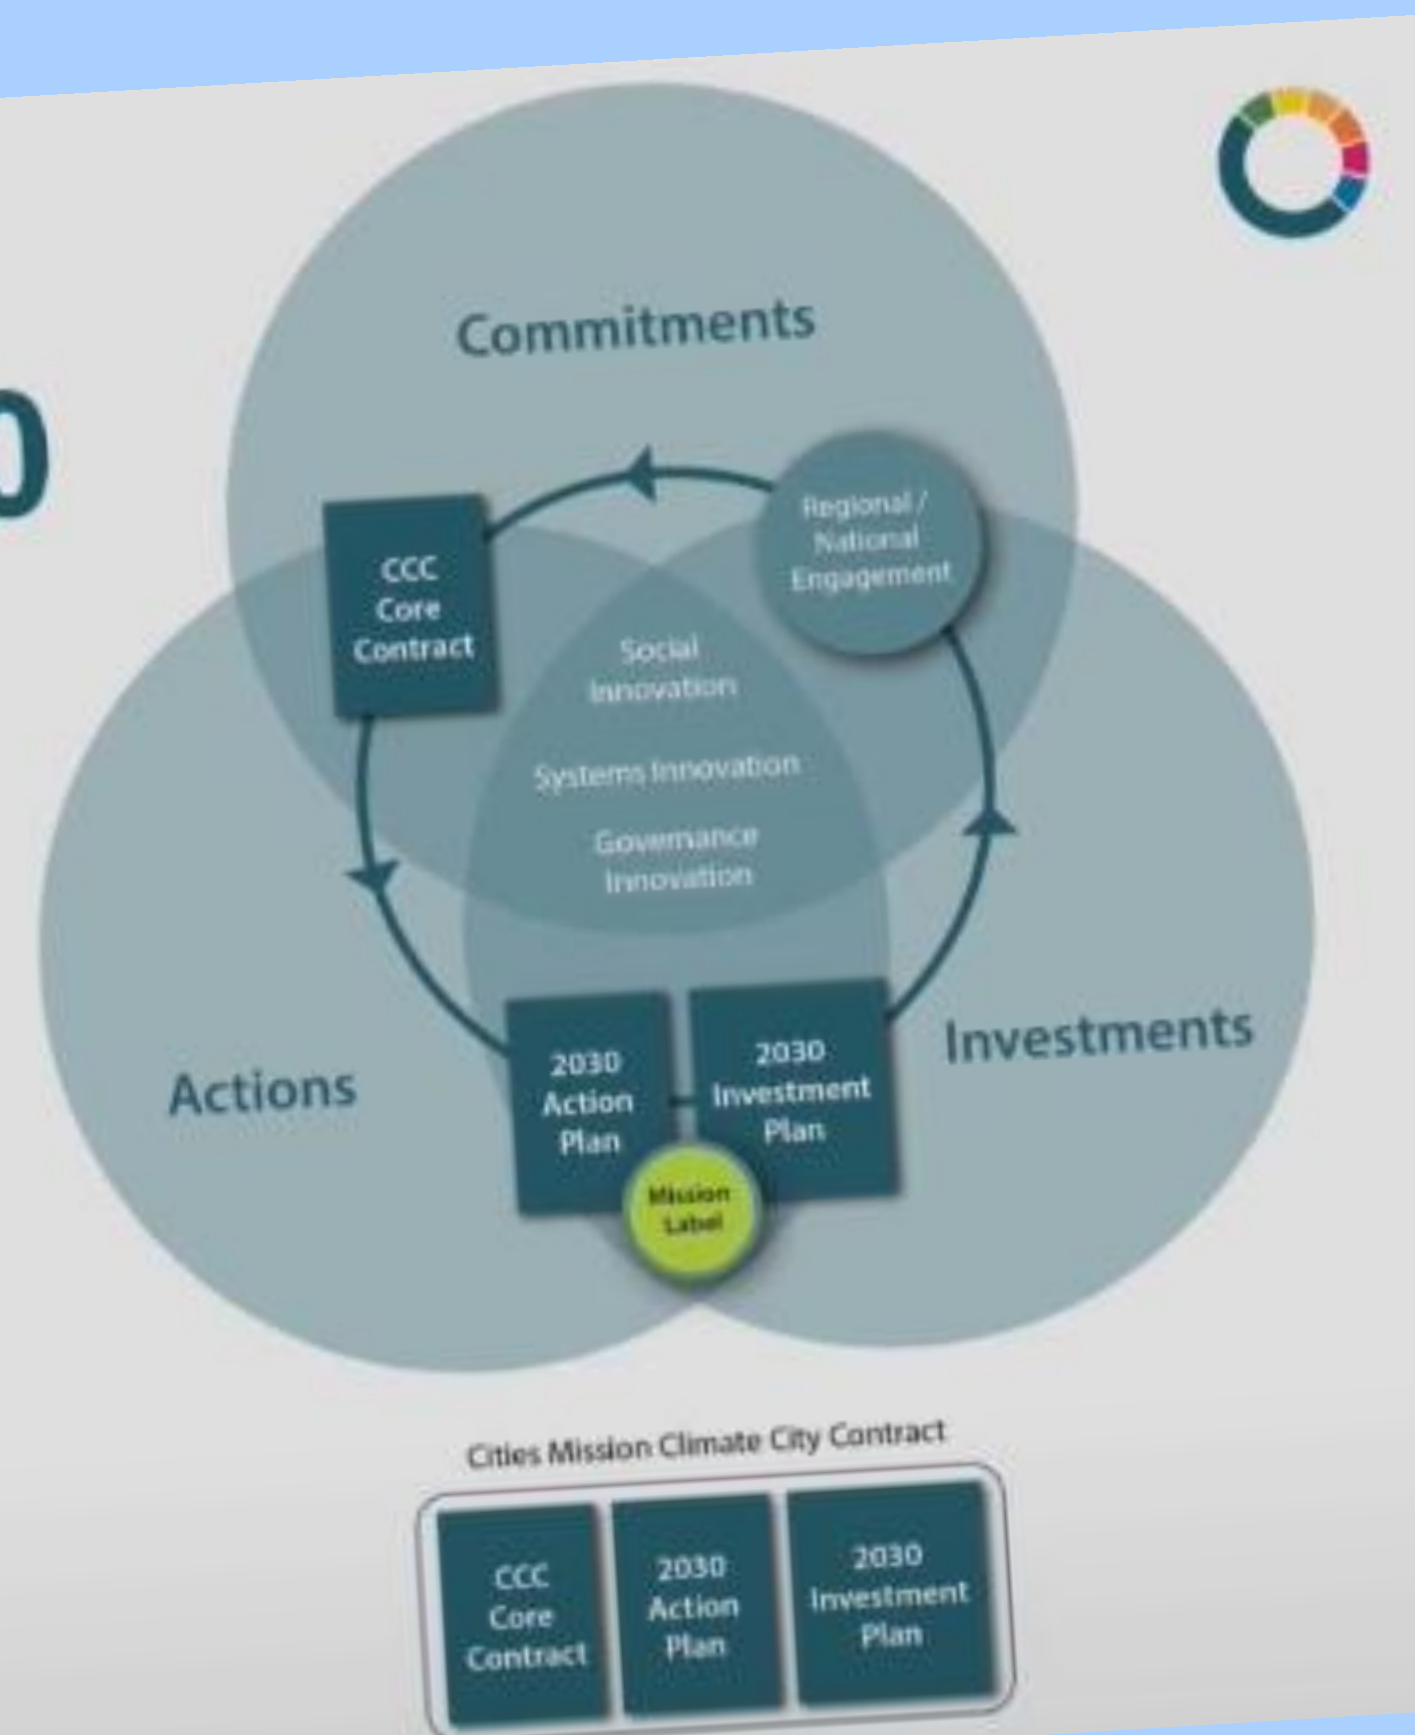 0
Commitments
Regional /
National
Engagement
CCC
Core
Contract
Social
Innovation
Systems Innovation
Governance
Innovation
Actions
Investments
2030
Action
Plan
2030
Investment
Plan
Mission
Label
Cities Mission Climate City Contract
CCC
Core
Contract
2030
Action
Plan
2030
Investment
Plan